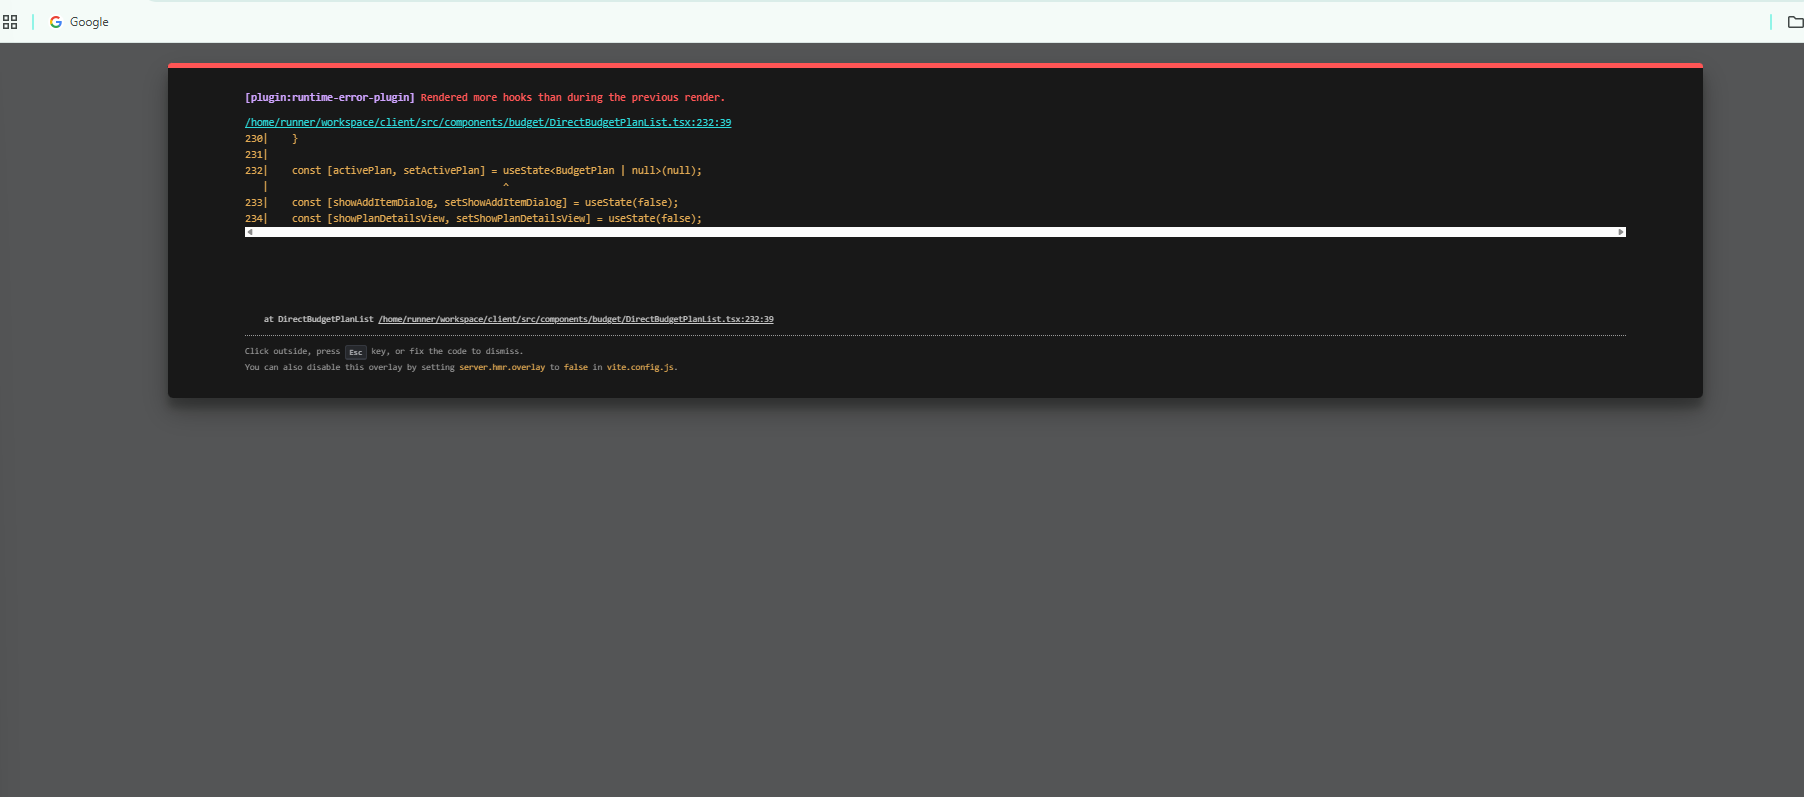 Google
[plugin:runtime-error-plugin] Rendered more hooks than during the previous render.
/home/runner/workspace/client/src/components/budget/DirectBudgetPlanList.tsx:232:39
230|    }
231|
232|    const [activePlan, setActivePlan] = useState<BudgetPlan | null>(null);
   |                                        ^
233|    const [showAddItemDialog, setShowAddItemDialog] = useState(false);
234|    const [showPlanDetailsView, setShowPlanDetailsView] = useState(false);
at DirectBudgetPlanList /home/runner/workspace/client/src/components/budget/DirectBudgetPlanList.tsx:232:39
Click outside, press Esc key, or fix the code to dismiss.
You can also disable this overlay by setting server.hmr.overlay to false in vite.config.js.